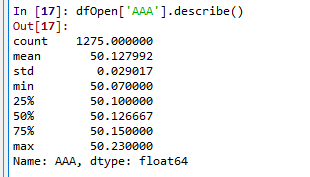 In [17]: dfOpen['AAA'].describe()
Out[17]:
count    1275.000000
mean       50.127992
std         0.029017
min        50.070000
25%        50.100000
50%        50.126667
75%        50.150000
max        50.230000
Name: AAA, dtype: float64